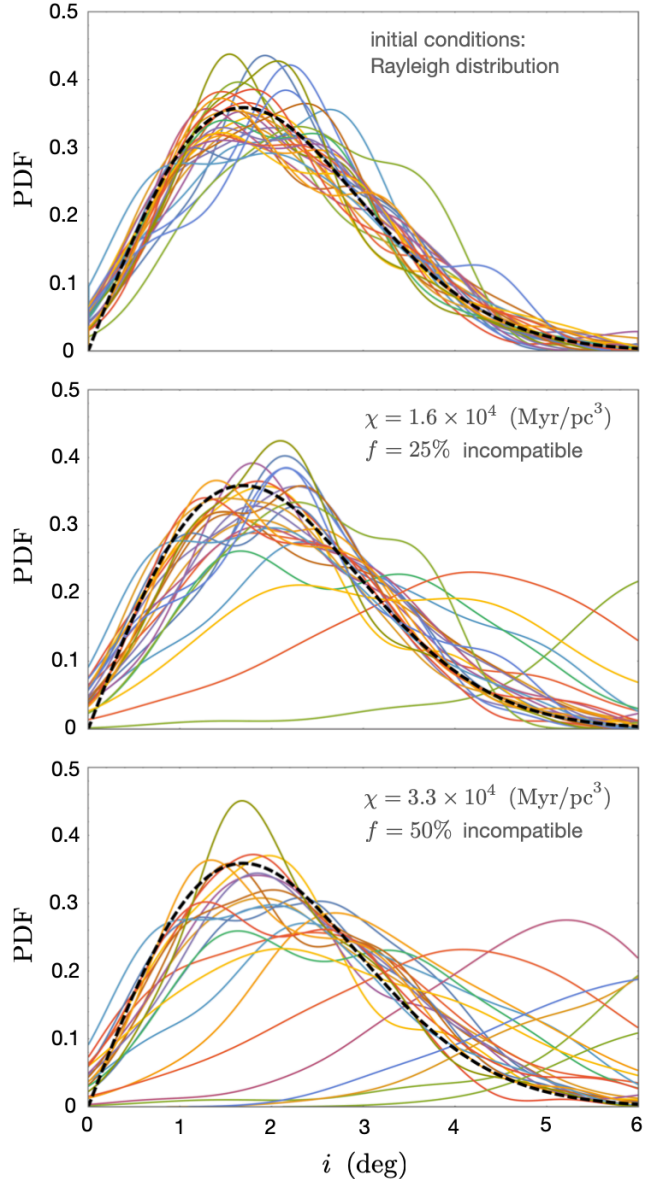 0.5
initial conditions:
Rayleigh distribution
0.4
0.3
PDF
0.2
0.1
0
0.5
χ = 1.6 × 10⁴ (Myr/pc³)
f = 25% incompatible
0.4
0.3
PDF
0.2
0.1
0
0.5
χ = 3.3 × 10⁴ (Myr/pc³)
f = 50% incompatible
0.4
0.3
PDF
0.2
0.1
0
0 1 2 3 4 5 6
i (deg)